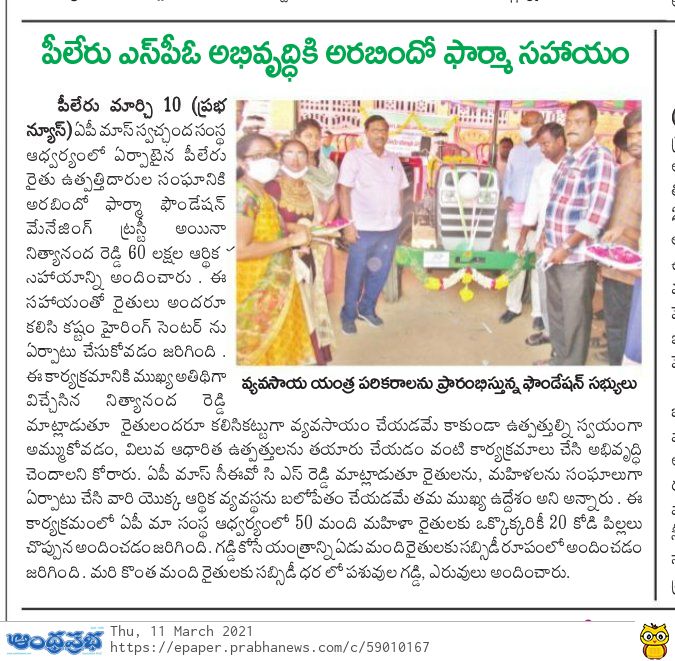 పీలేరు ఎస్‌పీఓ అభివృద్ధికి అరబిందో ఫార్మా సహాయం
పీలేరు మార్చి 10 (ప్రభ
న్యూస్) ఏపీ మాస్ స్వచ్ఛంద సంస్థ
ఆధ్వర్యంలో ఏర్పాటైన పీలేరు
రైతు ఉత్పత్తిదారుల సంఘానికి
అరబిందో ఫార్మా ఫౌండేషన్
మేనేజింగ్ ట్రస్టీ అయినా
నిత్యానంద రెడ్డి 60 లక్షల ఆర్థిక
సహాయాన్ని అందించారు . ఈ
సహాయంతో రైతులు అందరూ
కలిసి కష్టం హైరింగ్ సెంటర్ ను
ఏర్పాటు చేసుకోవడం జరిగింది .
ఈ కార్యక్రమానికి ముఖ్య అతిథిగా
విచ్చేసిన నిత్యానంద రెడ్డి
వ్యవసాయ యంత్ర పరికరాలను ప్రారంభిస్తున్న ఫౌండేషన్ సభ్యులు
మాట్లాడుతూ రైతులందరూ కలిసికట్టుగా వ్యవసాయం చేయడమే కాకుండా ఉత్పత్తుల్ని స్వయంగా
అమ్ముకోవడం, విలువ ఆధారిత ఉత్పత్తులను తయారు చేయడం వంటి కార్యక్రమాలు చేసి అభివృద్ధి
చెందాలని కోరారు. ఏపీ మాస్ సీఈవో సి ఎస్ రెడ్డి మాట్లాడుతూ రైతులను, మహిళలను సంఘాలుగా
ఏర్పాటు చేసి వారి యొక్క ఆర్థిక వ్యవస్థను బలోపేతం చేయడమే తమ ముఖ్య ఉద్దేశం అని అన్నారు . ఈ
కార్యక్రమంలో ఏపీ మా సంస్థ ఆధ్వర్యంలో 50 మంది మహిళా రైతులకు ఒక్కొక్కరికీ 20 కోడి పిల్లలు
చొప్పున అందించడం జరిగింది. గడ్డి కోసే యంత్రాన్ని ఏడు మంది రైతులకు సబ్సిడీ రూపంలో అందించడం
జరిగింది . మరి కొంత మంది రైతులకు సబ్సిడీ ధర లో పశువుల గడ్డి, ఎరువులు అందించారు.
ఆంధ్రప్రభ
Thu, 11 March 2021
https://epaper.prabhanews.com/c/59010167